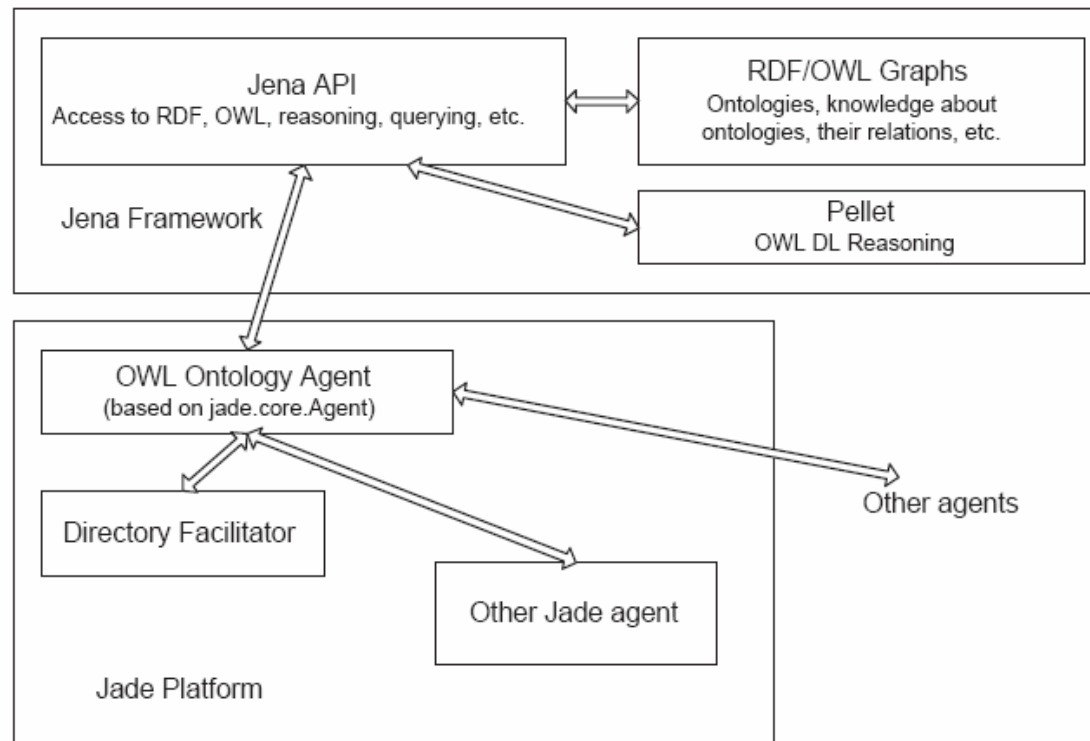 Jena API
Access to RDF, OWL, reasoning, querying, etc.
RDF/OWL Graphs
Ontologies, knowledge about
ontologies, their relations, etc.
Jena Framework
Pellet
OWL DL Reasoning
OWL Ontology Agent
(based on jade.core.Agent)
Other agents
Directory Facilitator
Other Jade agent
Jade Platform